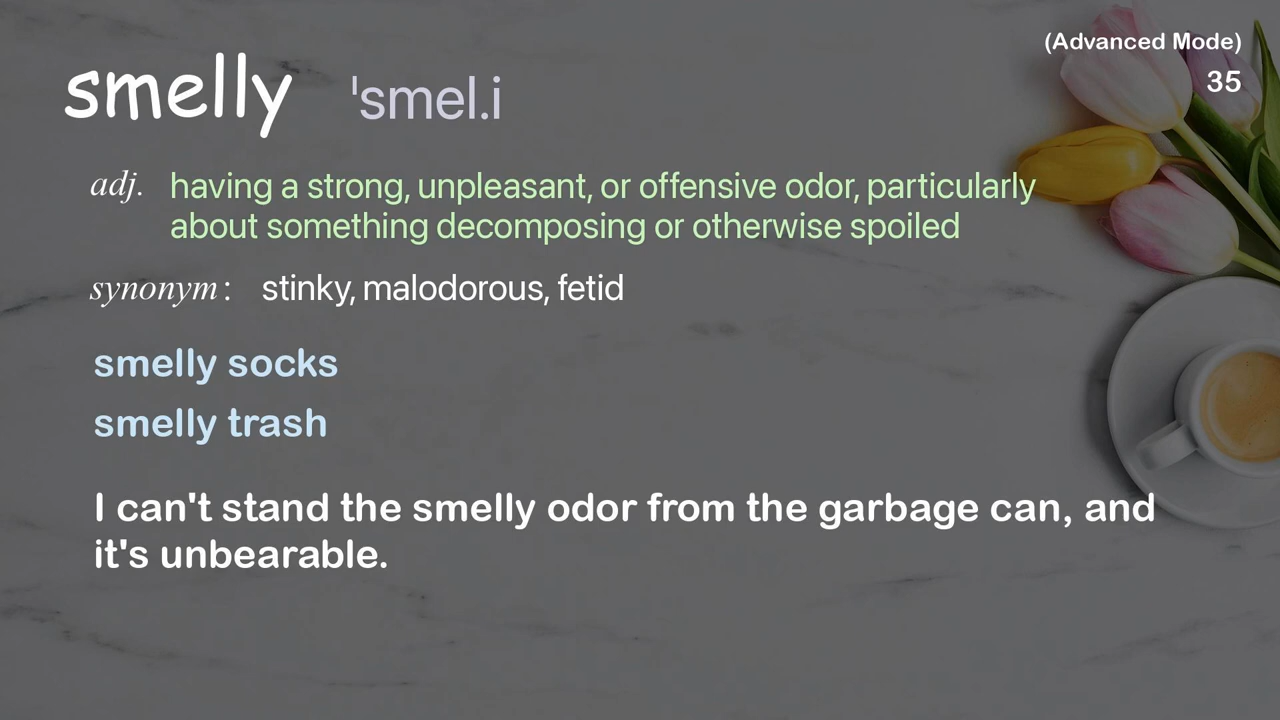 (Advanced Mode)
smelly ˈsmel.i
35
adj. having a strong, unpleasant, or offensive odor, particularly
about something decomposing or otherwise spoiled
synonym : stinky, malodorous, fetid
smelly socks
smelly trash
I can't stand the smelly odor from the garbage can, and
it's unbearable.